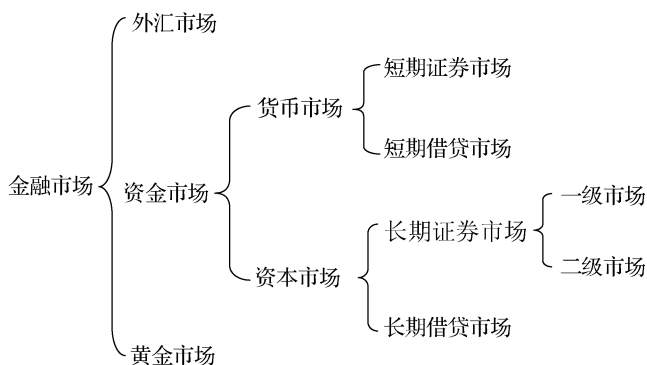 外汇市场
短期证券市场
货币市场
短期借贷市场
金融市场
资金市场
一级市场
长期证券市场
二级市场
资本市场
长期借贷市场
黄金市场